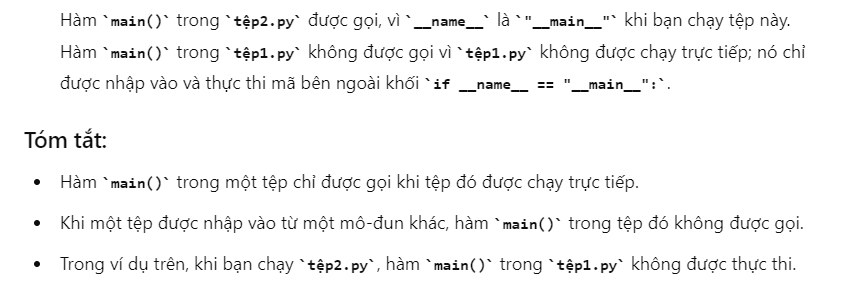 Hàm `main()` trong `tệp2.py` được gọi, vì `__name__` là `"__main__"` khi bạn chạy tệp này.
Hàm `main()` trong `tệp1.py` không được gọi vì `tệp1.py` không được chạy trực tiếp; nó chỉ
được nhập vào và thực thi mã bên ngoài khối `if __name__ == "__main__":`.
Tóm tắt:
• Hàm `main()` trong một tệp chỉ được gọi khi tệp đó được chạy trực tiếp.
• Khi một tệp được nhập vào từ một mô-đun khác, hàm `main()` trong tệp đó không được gọi.
• Trong ví dụ trên, khi bạn chạy `tệp2.py`, hàm `main()` trong `tệp1.py` không được thực thi.